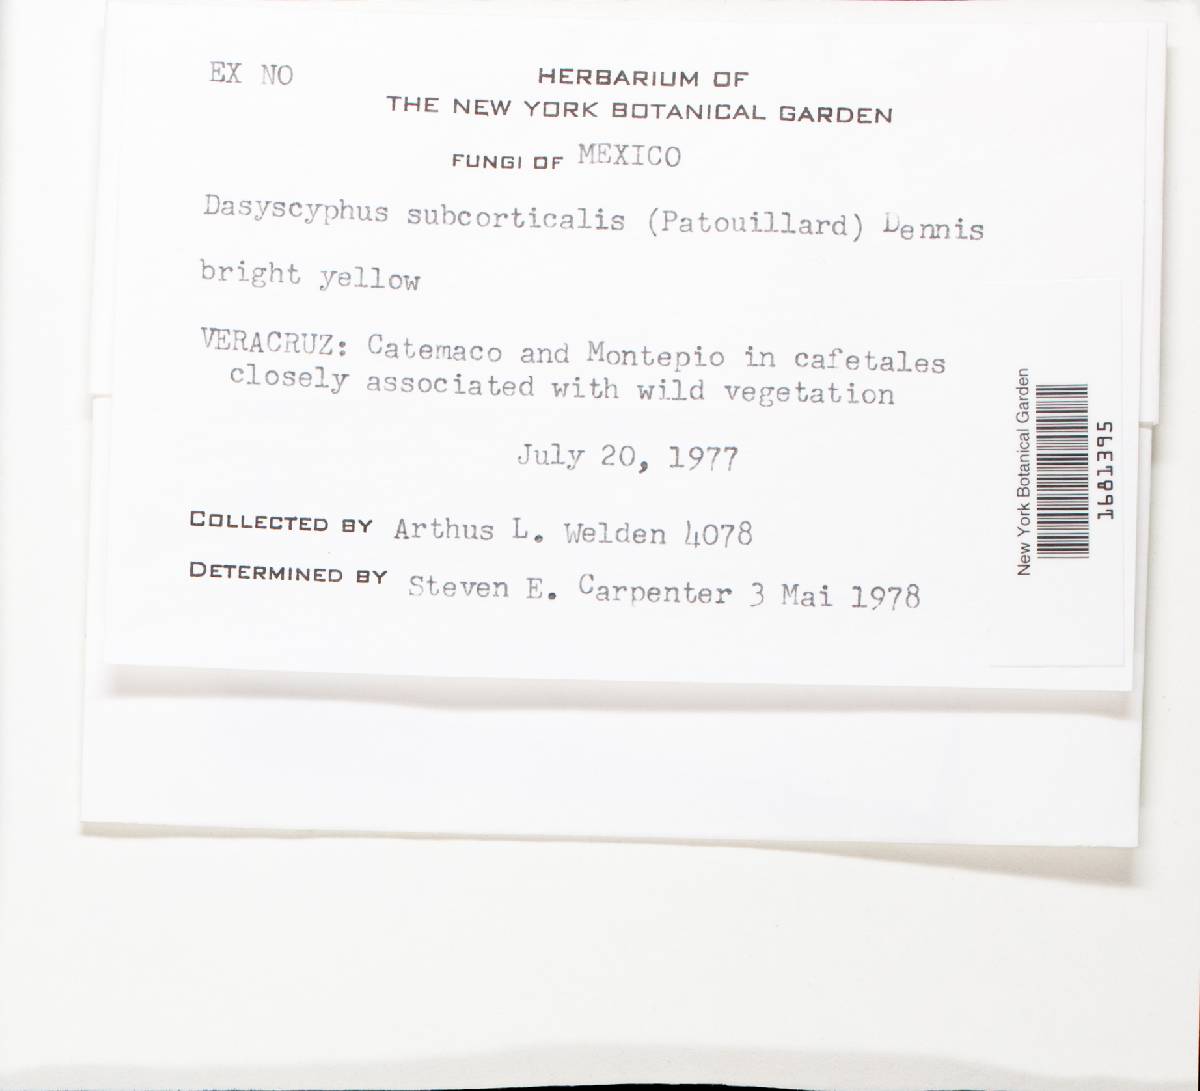 EX NO
HERBARIUM OF
THE NEW YORK BOTANICAL GARDEN
FUNGI OF MEXICO
Dasyscyphus subcorticalis (Patouillard) Dennis
bright yellow
VERACRUZ: Catemaco and Montepio in cafetales
closely associated with wild vegetation
July 20, 1977
COLLECTED BY Arthus L. Welden 4078
DETERMINED BY Steven E. Carpenter 3 Mai 1978
New York Botanical Garden
1681395